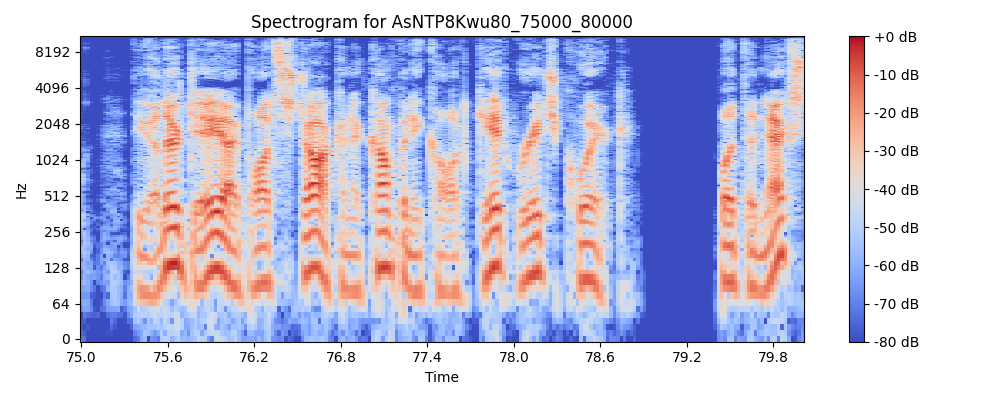 Spectrogram for AsNTP8Kwu80_75000_80000
Hz
8192
4096
2048
1024
512
256
128
64
0
75.0 75.6 76.2 76.8 77.4 78.0 78.6 79.2 79.8
Time
+0 dB
-10 dB
-20 dB
-30 dB
-40 dB
-50 dB
-60 dB
-70 dB
-80 dB